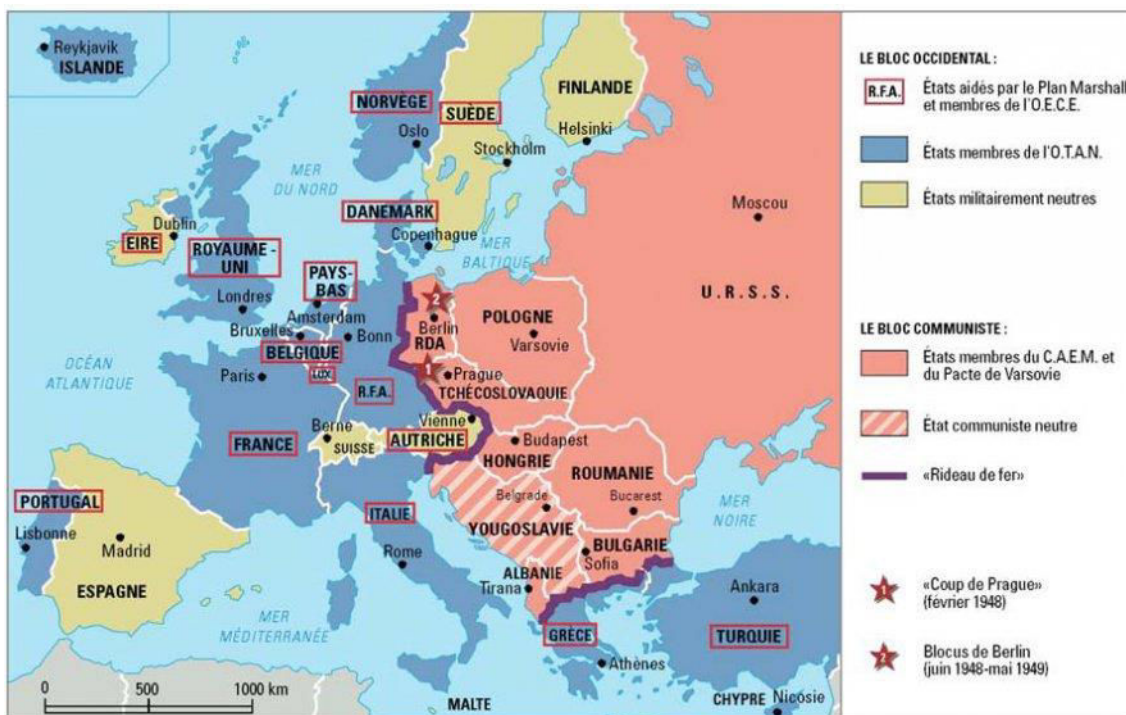 Reykjavik
ISLANDE
NORVÈGE
Oslo
SUÈDE
Stockholm
FINLANDE
Helsinki
MER
DU NORD
Moscou
U.R.S.S.
DANEMARK
Copenhague
MER
BALTIQUE
Dublin
EIRE
ROYAUME-
UNI
Londres
PAYS-
BAS
Amsterdam
Bruxelles
BELGIQUE
LUX.
Bonn
R.F.A.
2
Berlin
RDA
POLOGNE
Varsovie
1
Prague
TCHÉCOSLOVAQUIE
OCÉAN
ATLANTIQUE
Paris
FRANCE
Berne
SUISSE
Vienne
AUTRICHE
Budapest
HONGRIE
ROUMANIE
Bucarest
Belgrade
YOUGOSLAVIE
BULGARIE
Sofia
MER
NOIRE
PORTUGAL
Lisbonne
Madrid
ESPAGNE
ITALIE
Rome
ALBANIE
Tirana
GRÈCE
Athènes
Ankara
TURQUIE
MER
MÉDITERRANÉE
MALTE
CHYPRE
Nicosie
0 500 1000 km
LE BLOC OCCIDENTAL :
R.F.A.
États aidés par le Plan Marshall
et membres de l'O.E.C.E.
États membres de l'O.T.A.N.
États militairement neutres
LE BLOC COMMUNISTE :
États membres du C.A.E.M. et
du Pacte de Varsovie
État communiste neutre
«Rideau de fer»
1
«Coup de Prague»
(février 1948)
2
Blocus de Berlin
(juin 1948-mai 1949)